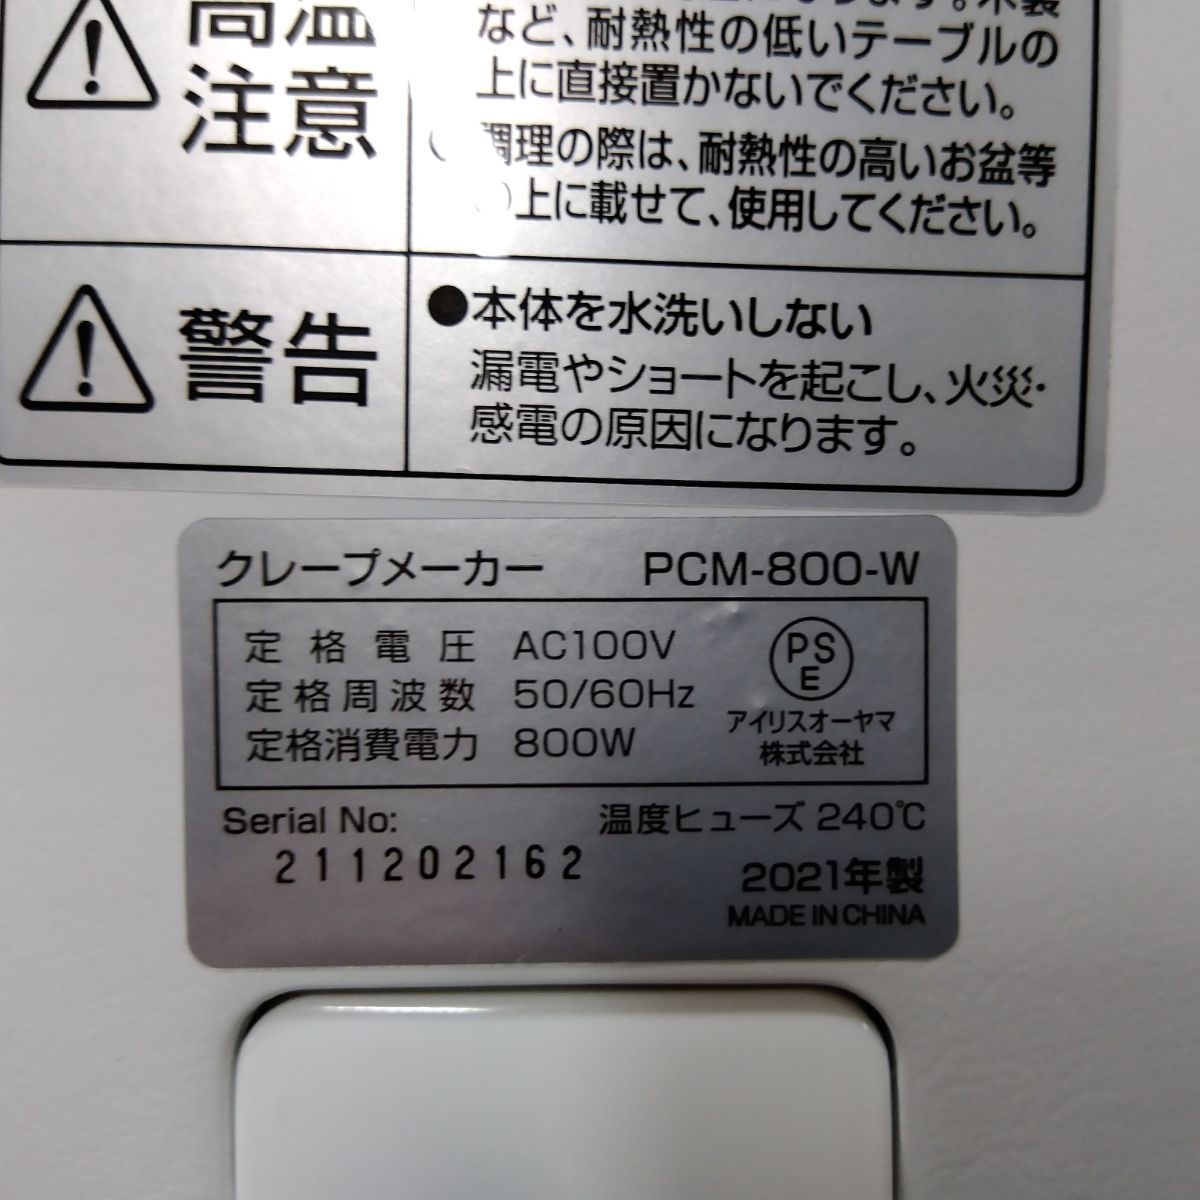 高温
注意
など、耐熱性の低いテーブルの
上に直接置かないでください。
調理の際は、耐熱性の高いお盆等
の上に載せて、使用してください。
警告
●本体を水洗いしない
漏電やショートを起こし、火災・
感電の原因になります。
クレープメーカー PCM-800-W
定格電圧 AC100V
定格周波数 50/60Hz
定格消費電力 800W
PSE
アイリスオーヤマ
株式会社
Serial No:
211202162
温度ヒューズ 240℃
2021年製
MADE IN CHINA